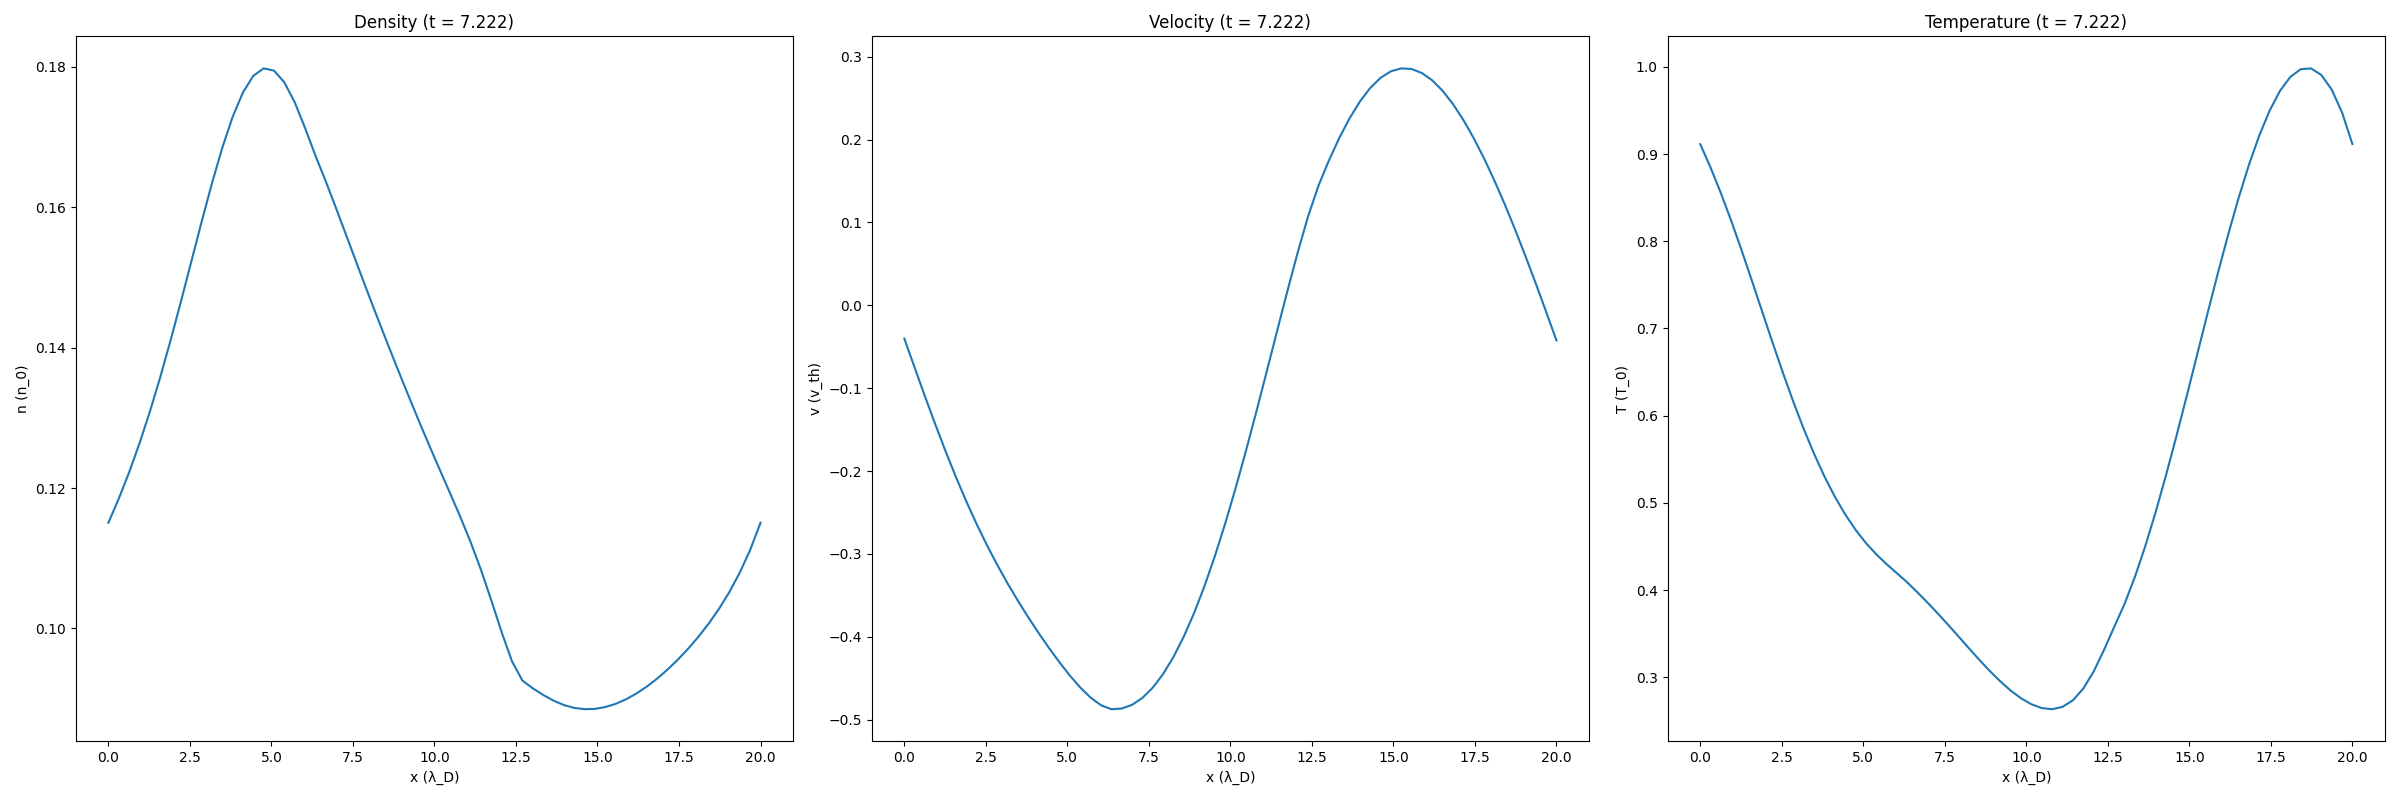 Density (t = 7.222)
n (n_0)
0.18
0.16
0.14
0.12
0.10
0.0 2.5 5.0 7.5 10.0 12.5 15.0 17.5 20.0
x (λ_D)
Velocity (t = 7.222)
v (v_th)
0.3
0.2
0.1
0.0
−0.1
−0.2
−0.3
−0.4
−0.5
0.0 2.5 5.0 7.5 10.0 12.5 15.0 17.5 20.0
x (λ_D)
Temperature (t = 7.222)
T (T_0)
1.0
0.9
0.8
0.7
0.6
0.5
0.4
0.3
0.0 2.5 5.0 7.5 10.0 12.5 15.0 17.5 20.0
x (λ_D)